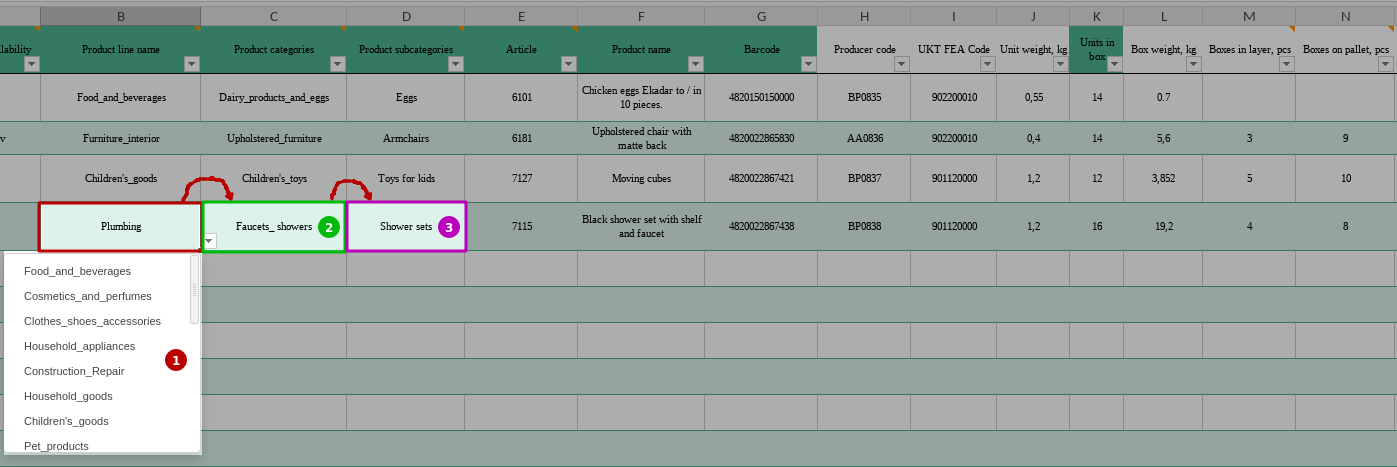 B C D E F G H I J K L M N
lability Product line name Product categories Product subcategories Article Product name Barcode Producer code UKT FEA Code Unit weight, kg Units in box Box weight, kg Boxes in layer, pcs Boxes on pallet, pcs
Food_and_beverages Dairy_products_and_eggs Eggs 6101 Chicken eggs Ekadar to / in 10 pieces. 4820150150000 BP0835 902200010 0,55 14 0.7
v Furniture_interior Upholstered_furniture Armchairs 6181 Upholstered chair with matte back 4820022865830 AA0836 902200010 0,4 14 5,6 3 9
Children's_goods Children's_toys Toys for kids 7127 Moving cubes 4820022867421 BP0837 901120000 1,2 12 3,852 5 10
Plumbing Faucets_ showers 2 Shower sets 3 7115 Black shower set with shelf and faucet 4820022867438 BP0838 901120000 1,2 16 19,2 4 8
Food_and_beverages
Cosmetics_and_perfumes
Clothes_shoes_accessories
Household_appliances
1
Construction_Repair
Household_goods
Children's_goods
Pet_products